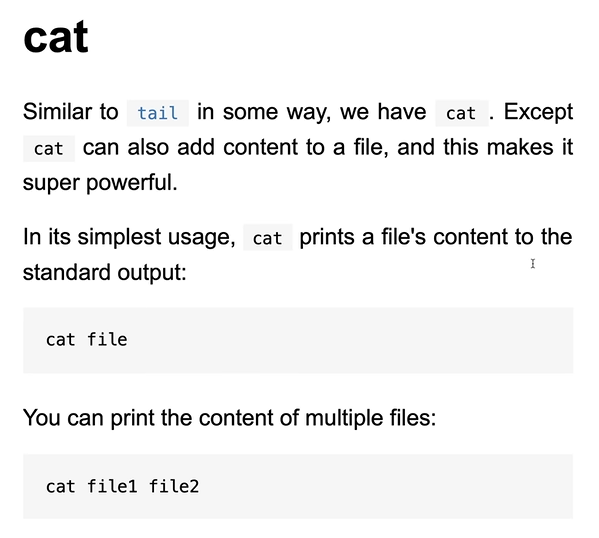 cat
Similar to tail in some way, we have cat . Except
cat can also add content to a file, and this makes it
super powerful.
In its simplest usage, cat prints a file's content to the
standard output:
cat file
You can print the content of multiple files:
cat file1 file2